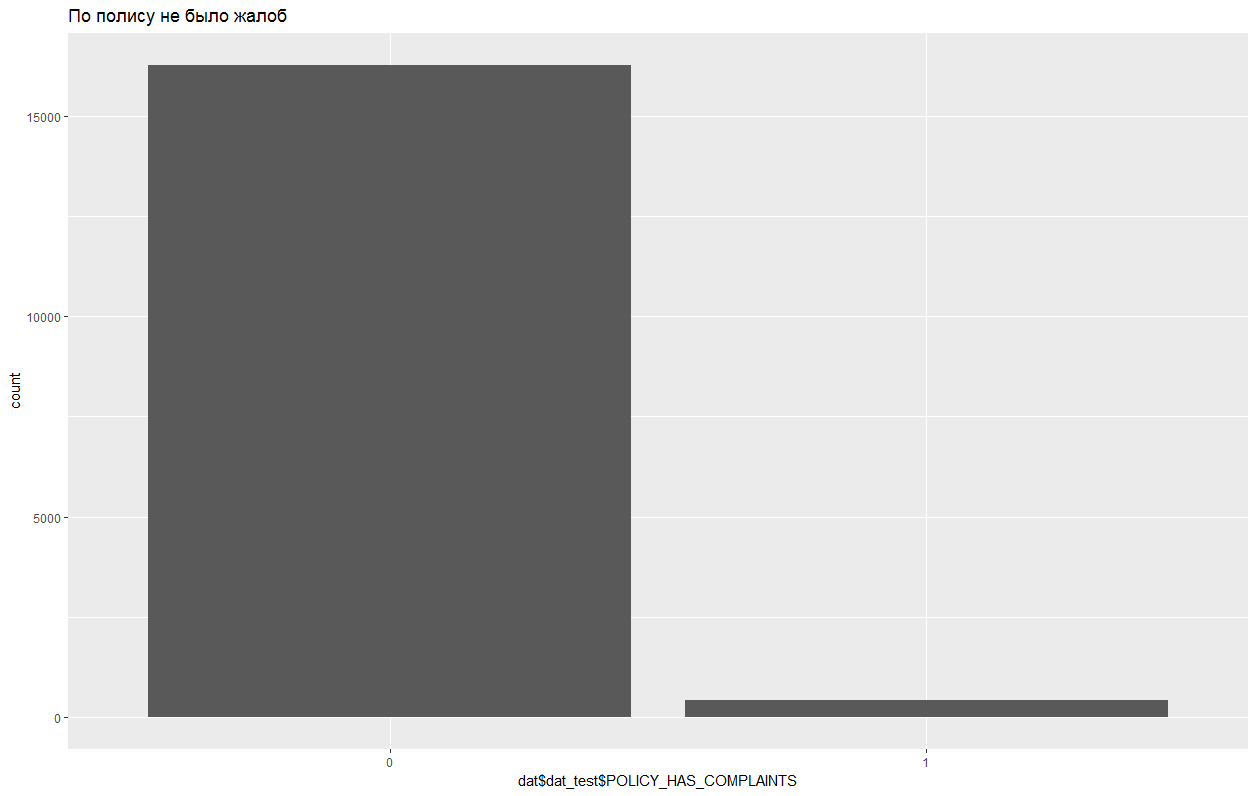 По полису не было жалоб
15000
10000
5000
0
count
0
1
dat$dat_test$POLICY_HAS_COMPLAINTS